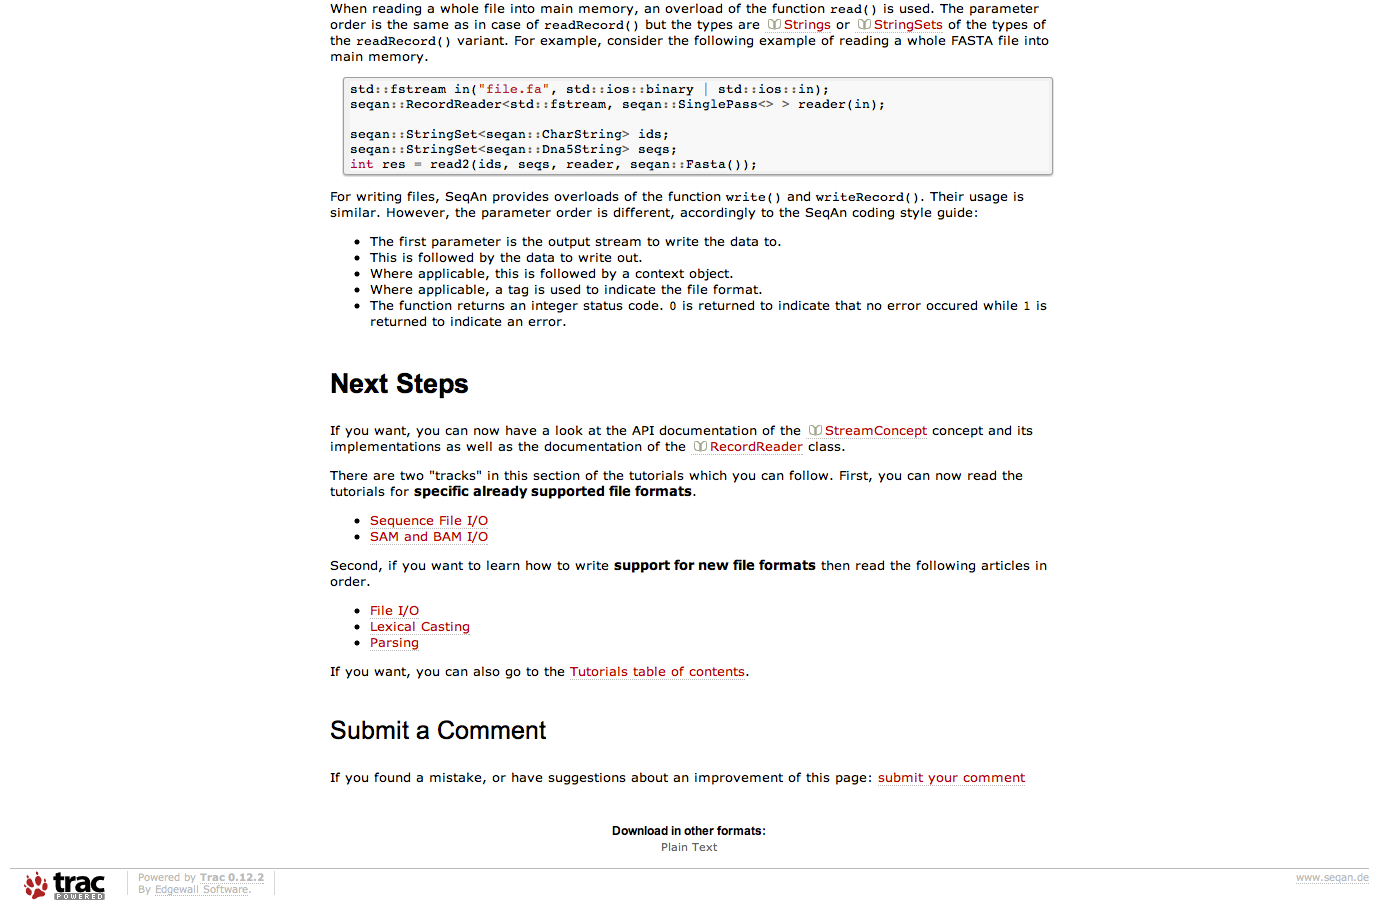 When reading a whole file into main memory, an overload of the function read() is used. The parameter
order is the same as in case of readRecord() but the types are Strings or StringSets of the types of
the readRecord() variant. For example, consider the following example of reading a whole FASTA file into
main memory.
std::fstream in("file.fa", std::ios::binary | std::ios::in);
seqan::RecordReader<std::fstream, seqan::SinglePass<> > reader(in);
seqan::StringSet<seqan::CharString> ids;
seqan::StringSet<seqan::Dna5String> seqs;
int res = read2(ids, seqs, reader, seqan::Fasta());
For writing files, SeqAn provides overloads of the function write() and writeRecord(). Their usage is
similar. However, the parameter order is different, accordingly to the SeqAn coding style guide:
• The first parameter is the output stream to write the data to.
• This is followed by the data to write out.
• Where applicable, this is followed by a context object.
• Where applicable, a tag is used to indicate the file format.
• The function returns an integer status code. 0 is returned to indicate that no error occured while 1 is
returned to indicate an error.
Next Steps
If you want, you can now have a look at the API documentation of the StreamConcept concept and its
implementations as well as the documentation of the RecordReader class.
There are two "tracks" in this section of the tutorials which you can follow. First, you can now read the
tutorials for specific already supported file formats.
• Sequence File I/O
• SAM and BAM I/O
Second, if you want to learn how to write support for new file formats then read the following articles in
order.
• File I/O
• Lexical Casting
• Parsing
If you want, you can also go to the Tutorials table of contents.
Submit a Comment
If you found a mistake, or have suggestions about an improvement of this page: submit your comment
Download in other formats:
Plain Text
trac
POWERED
Powered by Trac 0.12.2
By Edgewall Software.
www.seqan.de